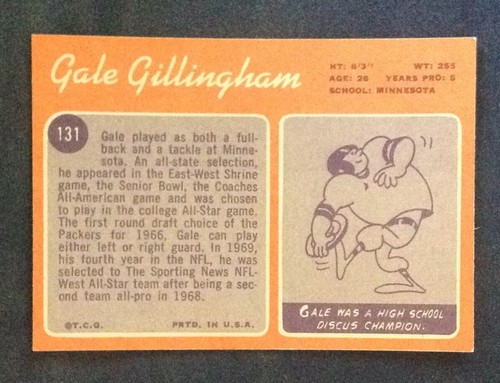 Gale Gillingham
HT: 6'3" WT: 255
AGE: 26 YEARS PRO: 5
SCHOOL: MINNESOTA
131
Gale played as both a full-
back and a tackle at Minne-
sota. An all-state selection,
he appeared in the East-West Shrine
game, the Senior Bowl, the Coaches
All-American game and was chosen
to play in the college All-Star game.
The first round draft choice of the
Packers for 1966, Gale can play
either left or right guard. In 1969,
his fourth year in the NFL, he was
selected to The Sporting News NFL-
West All-Star team after being a sec-
ond team all-pro in 1968.
©T.C.G. PRTD. IN U.S.A.
GALE WAS A HIGH SCHOOL
DISCUS CHAMPION.